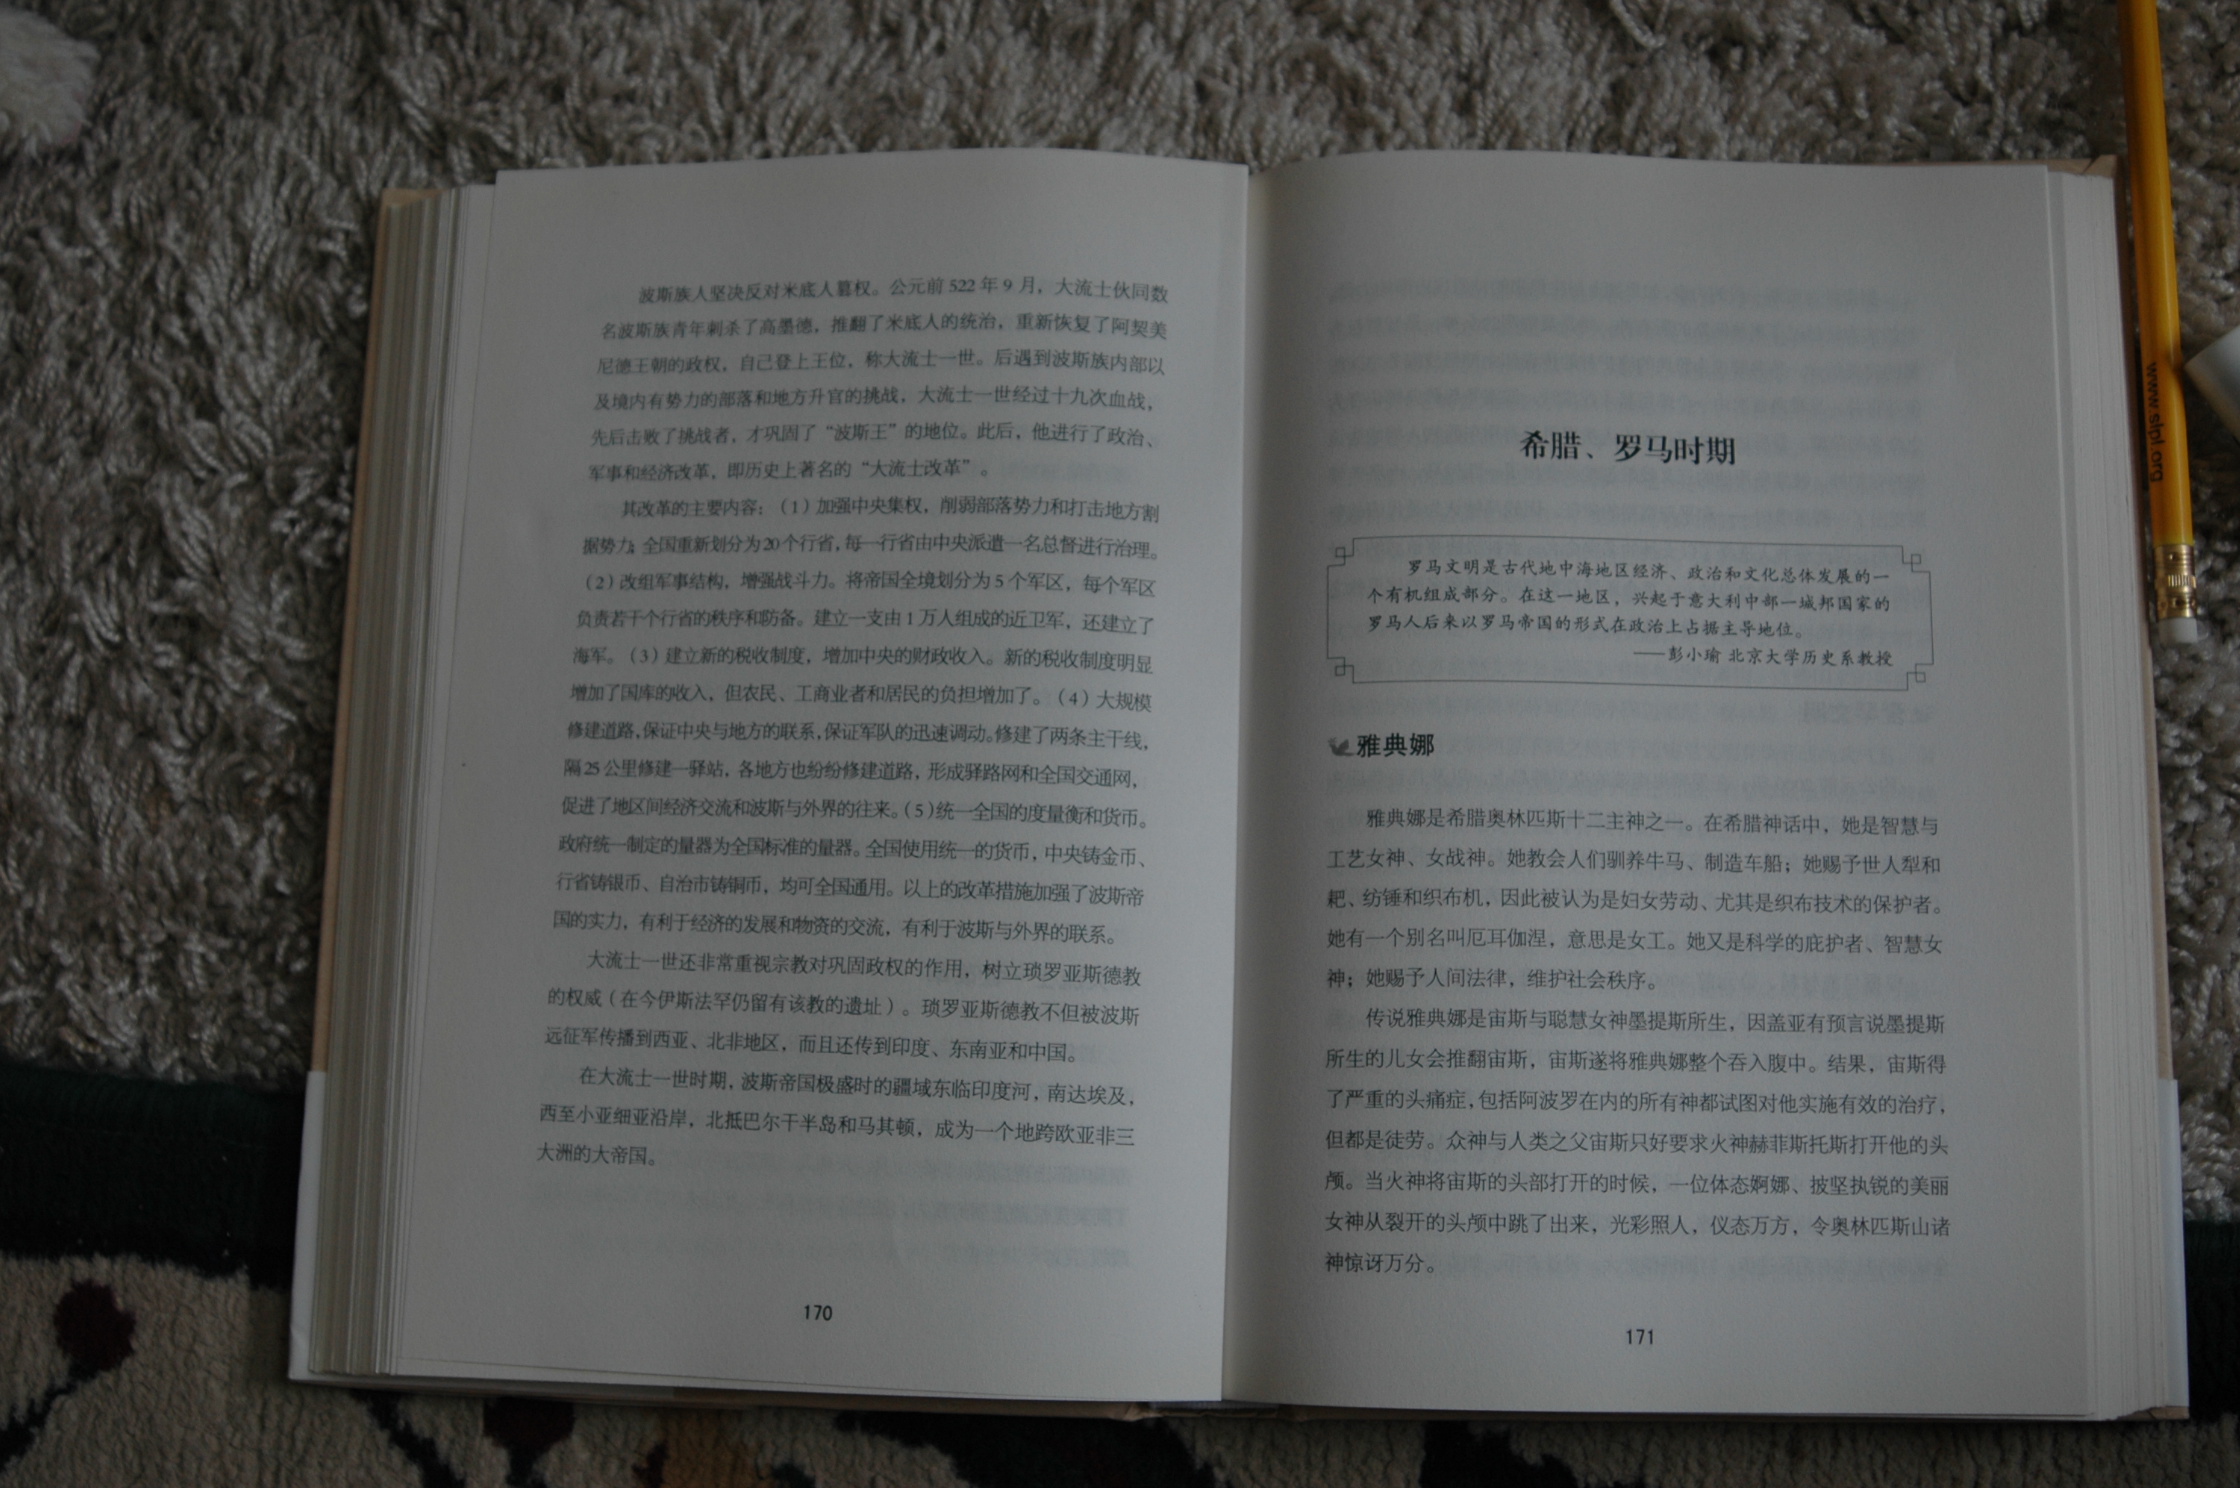 波斯族人坚决反对米底人篡权。公元前 522 年 9 月，大流士伙同数
名波斯族青年刺杀了高墨德，推翻了米底人的统治，重新恢复了阿契美
尼德王朝的政权，自己登上王位，称大流士一世。后遇到波斯族内部以
及境内有势力的部落和地方升官的挑战，大流士一世经过十九次血战，
先后击败了挑战者，才巩固了“波斯王”的地位。此后，他进行了政治、
军事和经济改革，即历史上著名的“大流士改革”。
其改革的主要内容：（1）加强中央集权，削弱部落势力和打击地方割
据势力。全国重新划分为20个行省，每一行省由中央派遣一名总督进行治理。
（2）改组军事结构，增强战斗力。将帝国全境划分为 5 个军区，每个军区
负责若干个行省的秩序和防备。建立一支由 1 万人组成的近卫军，还建立了
海军。（3）建立新的税收制度，增加中央的财政收入。新的税收制度明显
增加了国库的收入，但农民、工商业者和居民的负担增加了。（4）大规模
修建道路，保证中央与地方的联系，保证军队的迅速调动。修建了两条主干线，
隔 25 公里修建一驿站，各地方也纷纷修建道路，形成驿路网和全国交通网，
促进了地区间经济交流和波斯与外界的往来。（5）统一全国的度量衡和货币。
政府统一制定的量器为全国标准的量器。全国使用统一的货币，中央铸金币、
行省铸银币、自治市铸铜币，均可全国通用。以上的改革措施加强了波斯帝
国的实力，有利于经济的发展和物资的交流，有利于波斯与外界的联系。
大流士一世还非常重视宗教对巩固政权的作用，树立琐罗亚斯德教
的权威（在今伊斯法罕仍留有该教的遗址）。琐罗亚斯德教不但被波斯
远征军传播到西亚、北非地区，而且还传到印度、东南亚和中国。
在大流士一世时期，波斯帝国极盛时的疆域东临印度河，南达埃及，
西至小亚细亚沿岸，北抵巴尔干半岛和马其顿，成为一个地跨欧亚非三
大洲的大帝国。
170
希腊、罗马时期
罗马文明是古代地中海地区经济、政治和文化总体发展的一
个有机组成部分。在这一地区，兴起于意大利中部一城邦国家的
罗马人后来以罗马帝国的形式在政治上占据主导地位。
——彭小瑜 北京大学历史系教授
雅典娜
雅典娜是希腊奥林匹斯十二主神之一。在希腊神话中，她是智慧与
工艺女神、女战神。她教会人们驯养牛马、制造车船；她赐予世人犁和
耙、纺锤和织布机，因此被认为是妇女劳动、尤其是织布技术的保护者。
她有一个别名叫厄耳伽涅，意思是女工。她又是科学的庇护者、智慧女
神；她赐予人间法律，维护社会秩序。
传说雅典娜是宙斯与聪慧女神墨提斯所生，因盖亚有预言说墨提斯
所生的儿女会推翻宙斯，宙斯遂将雅典娜整个吞入腹中。结果，宙斯得
了严重的头痛症，包括阿波罗在内的所有神都试图对他实施有效的治疗，
但都是徒劳。众神与人类之父宙斯只好要求火神赫菲斯托斯打开他的头
颅。当火神将宙斯的头部打开的时候，一位体态婀娜、披坚执锐的美丽
女神从裂开的头颅中跳了出来，光彩照人，仪态万方，令奥林匹斯山诸
神惊讶万分。
171
www.slpl.org